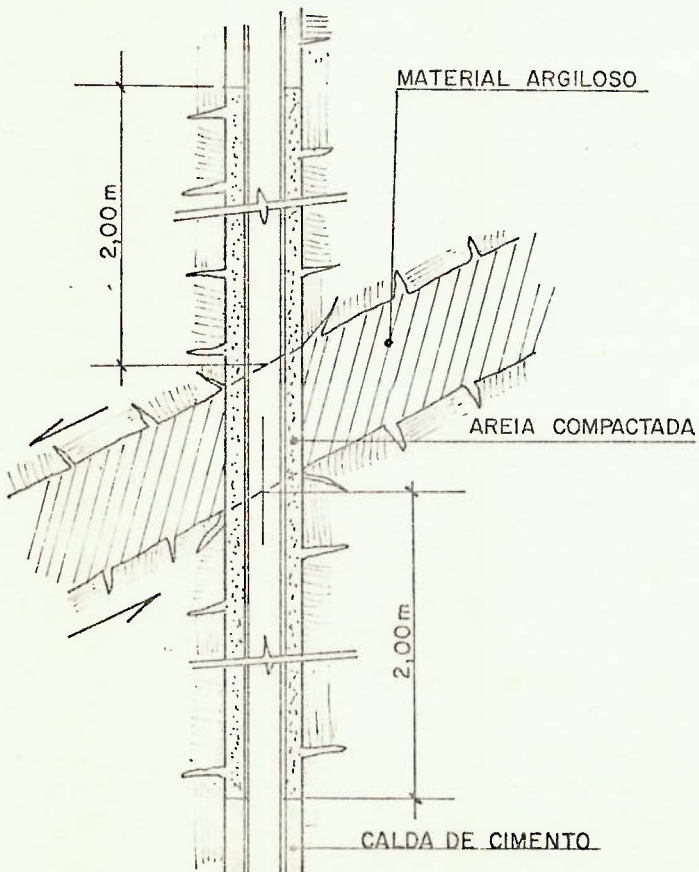 MATERIAL ARGILOSO
2,00 m
AREIA COMPACTADA
2,00 m
CALDA DE CIMENTO